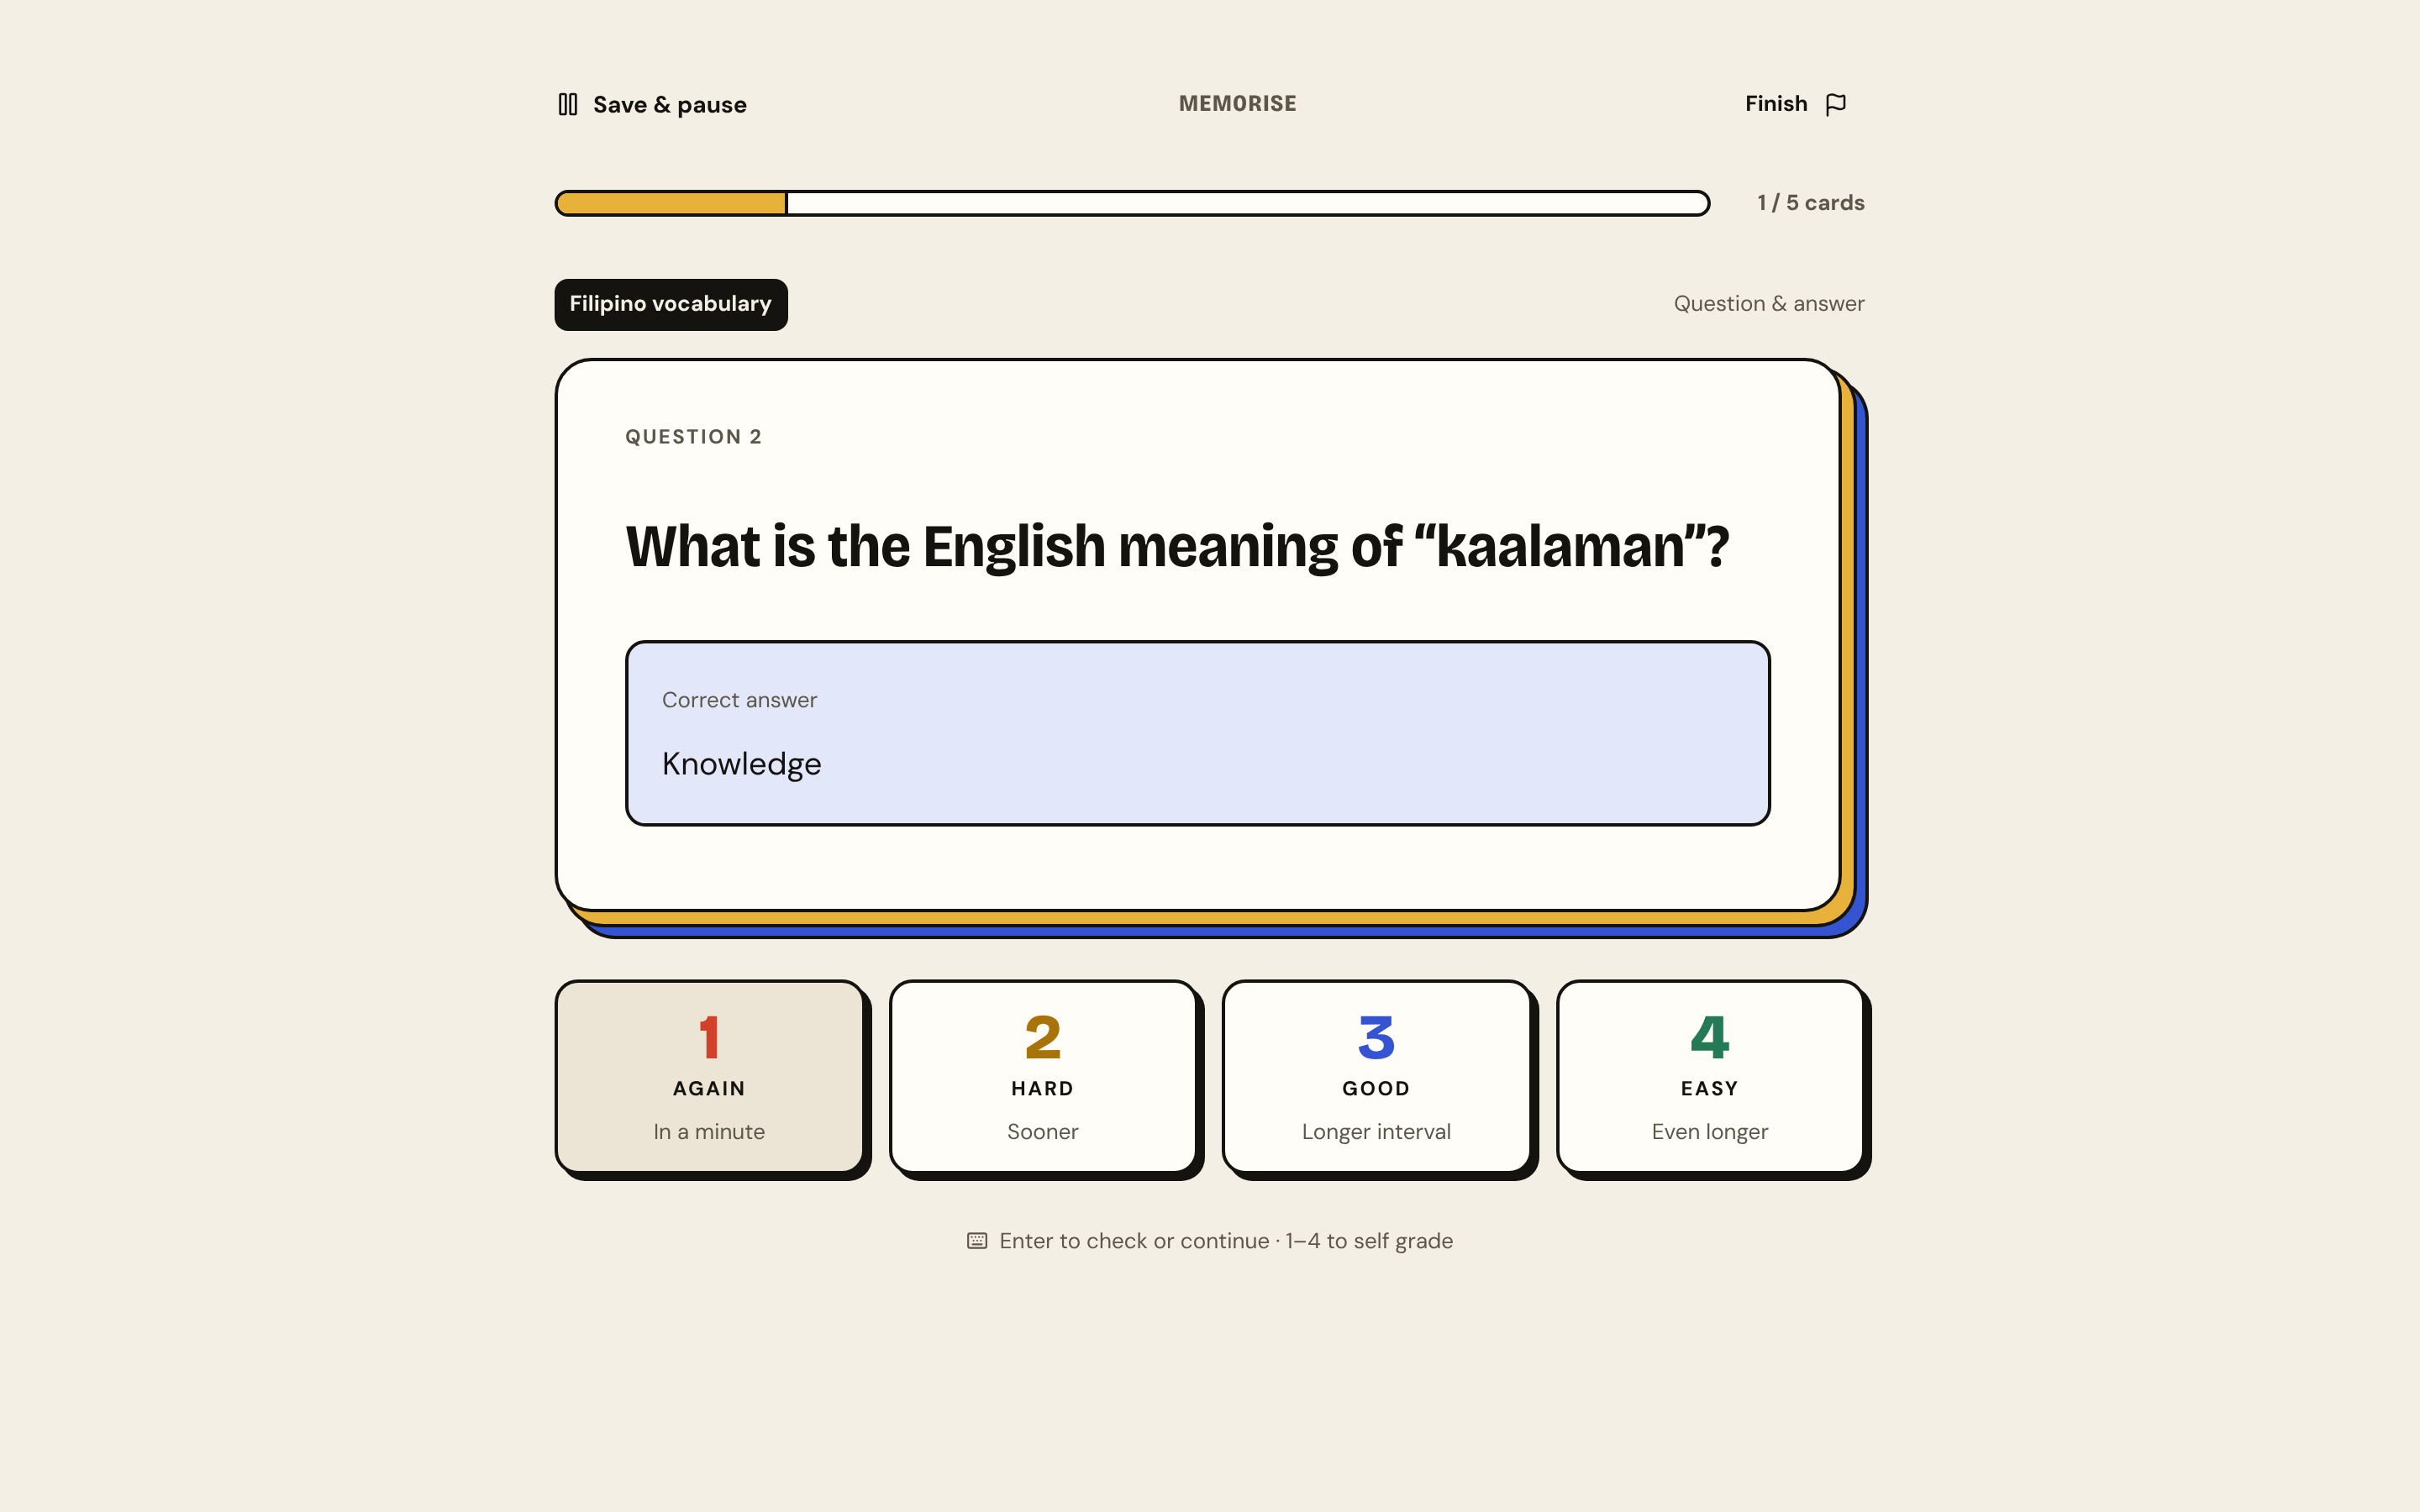 Save & pause
MEMORISE
Finish
1 / 5 cards
Filipino vocabulary
Question & answer
QUESTION 2
What is the English meaning of “kaalaman”?
Correct answer
Knowledge
1
AGAIN
In a minute
2
HARD
Sooner
3
GOOD
Longer interval
4
EASY
Even longer
Enter to check or continue · 1–4 to self grade